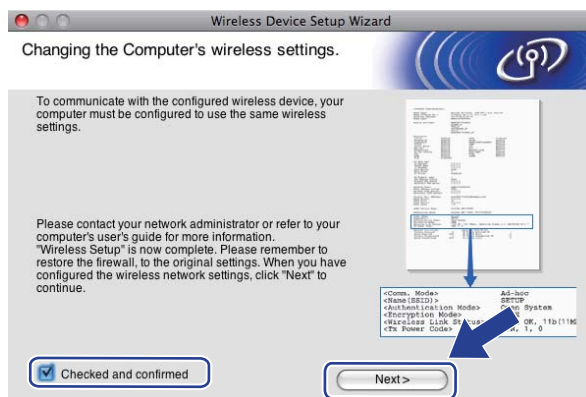 Wireless Device Setup Wizard
Changing the Computer's wireless settings.
To communicate with the configured wireless device, your
computer must be configured to use the same wireless
settings.
Please contact your network administrator or refer to your
computer's user's guide for more information.
"Wireless Setup" is now complete. Please remember to
restore the firewall, to the original settings. When you have
configured the wireless network settings, click "Next" to
continue.
<Comm. Mode> Ad-hoc
<Name(SSID)> SETUP
<Authentication Mode> System
<Encryption Mode>
<Wireless Link OK, 11b(11M
<Tx Power Code> 1, 0
Checked and confirmed
Next >